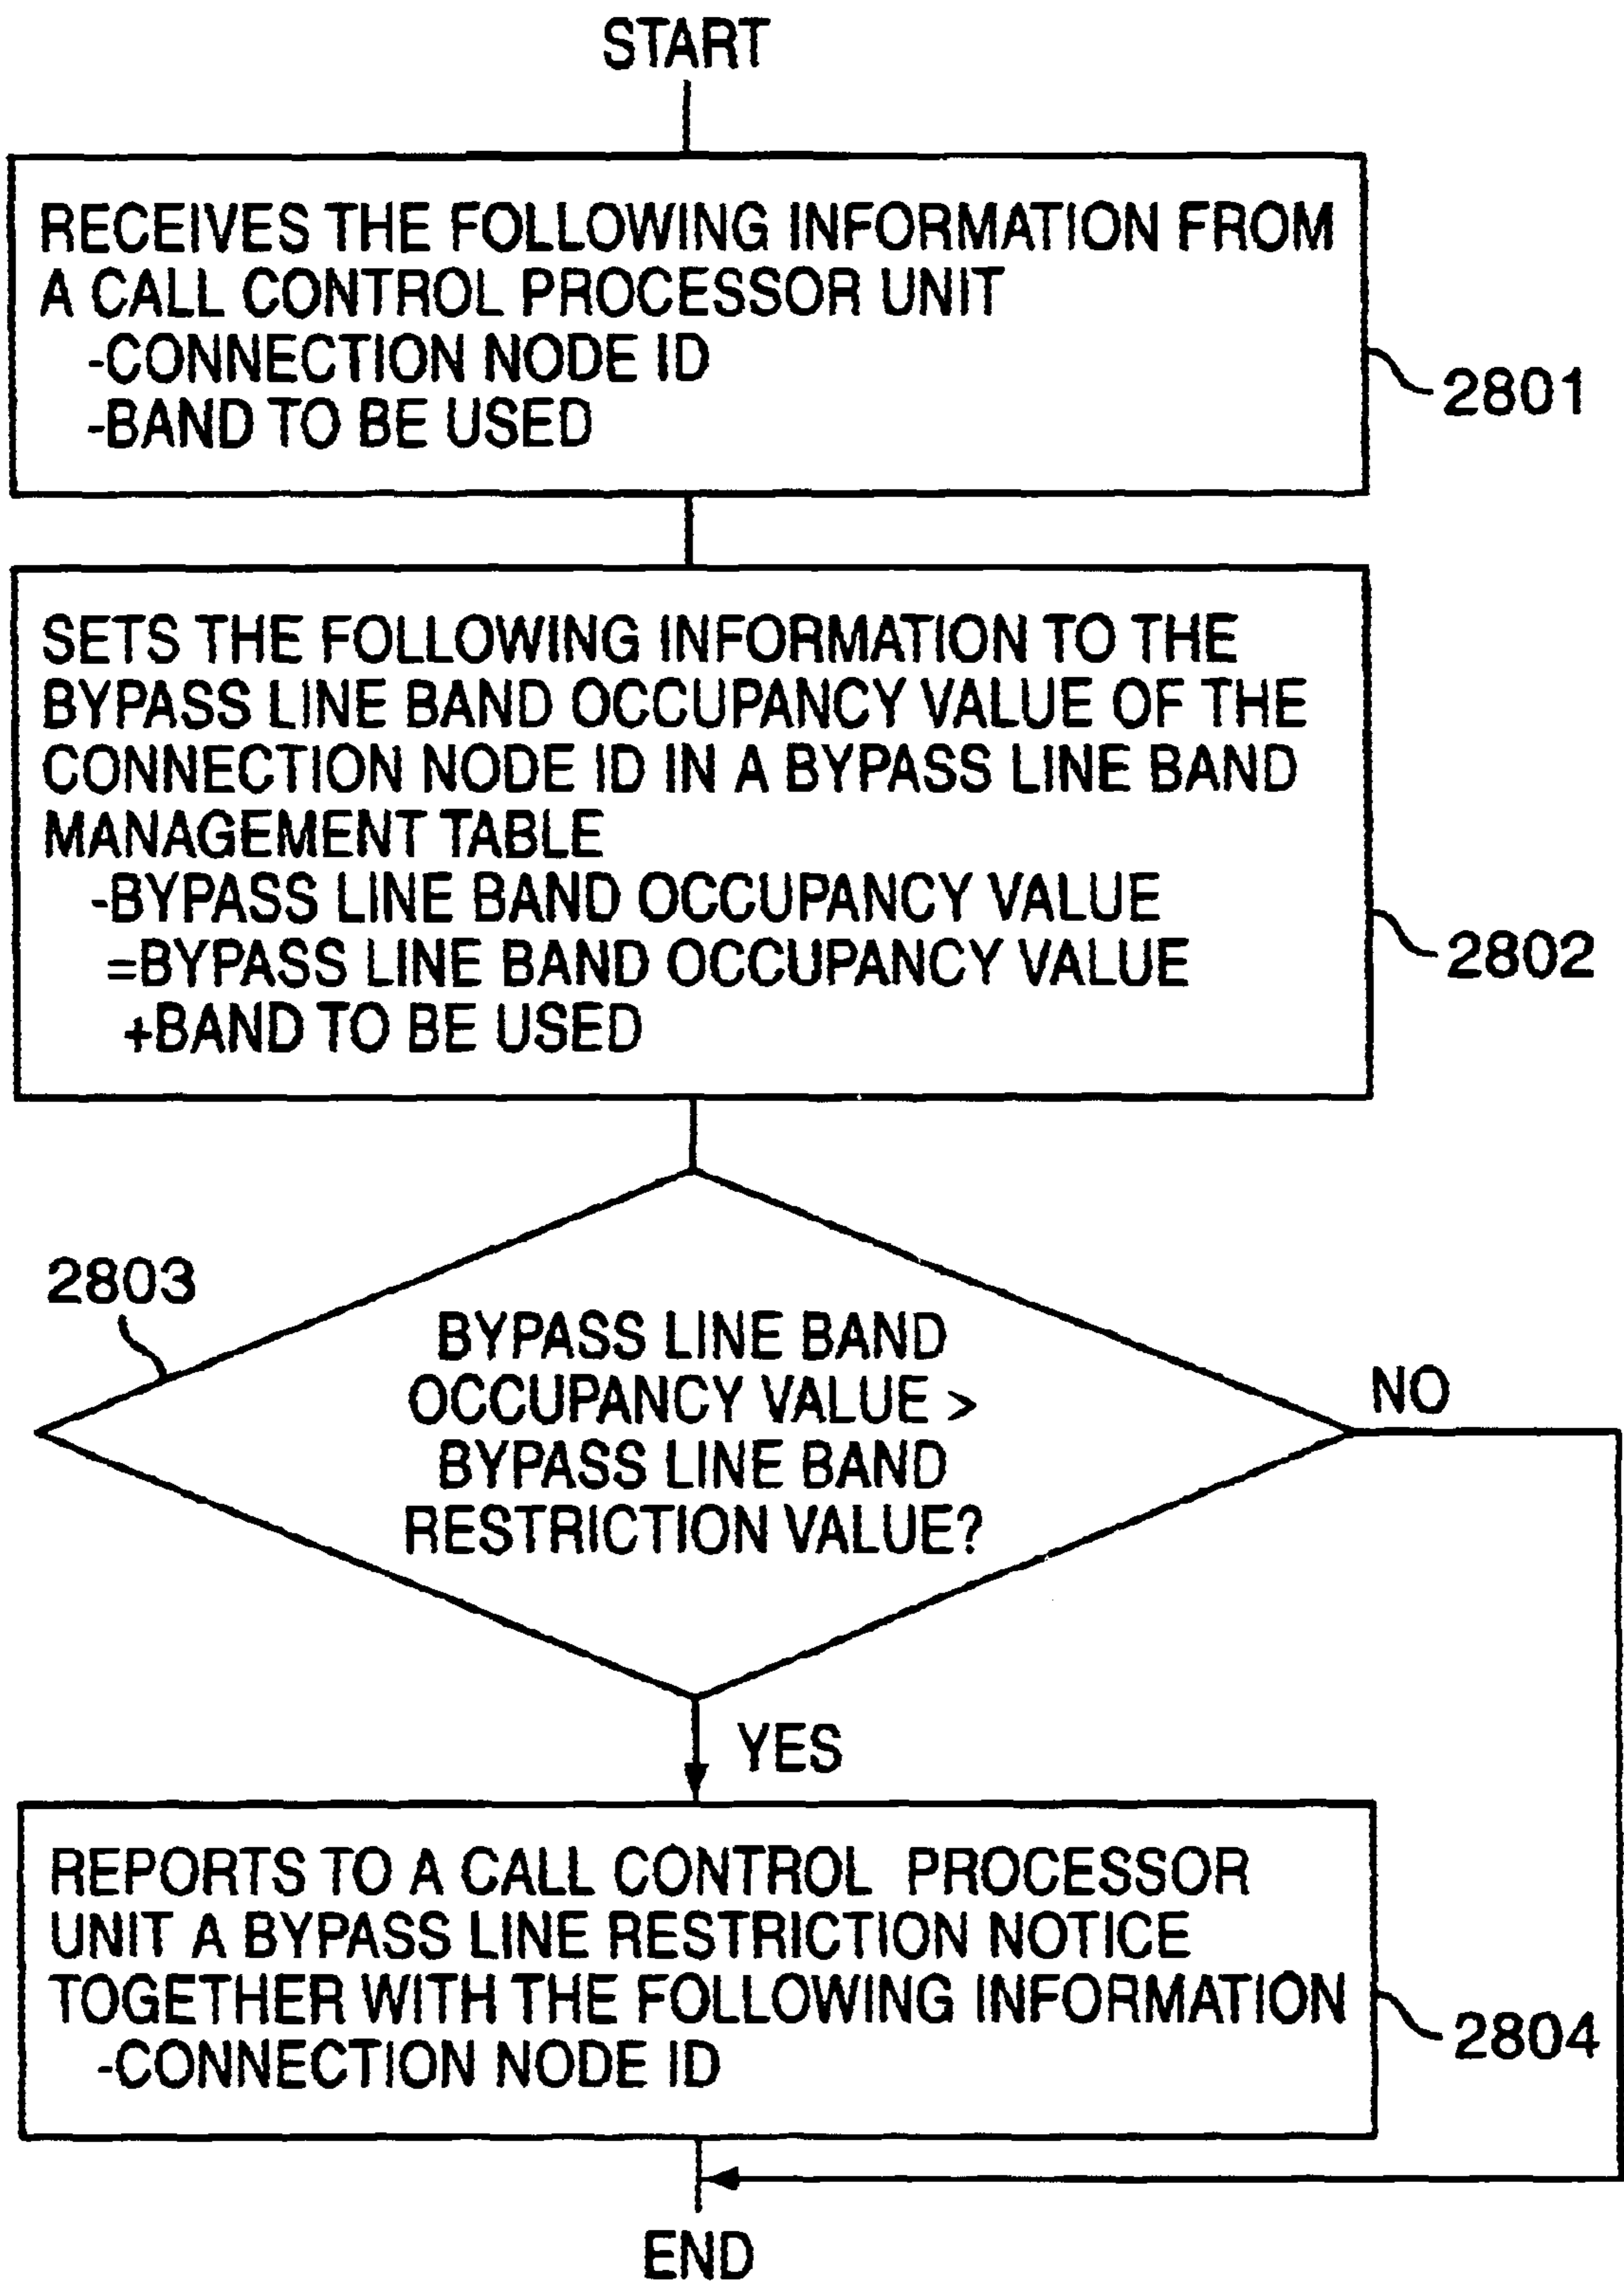 START
RECEIVES THE FOLLOWING INFORMATION FROM
A CALL CONTROL PROCESSOR UNIT
-CONNECTION NODE ID
-BAND TO BE USED
2801
SETS THE FOLLOWING INFORMATION TO THE
BYPASS LINE BAND OCCUPANCY VALUE OF THE
CONNECTION NODE ID IN A BYPASS LINE BAND
MANAGEMENT TABLE
-BYPASS LINE BAND OCCUPANCY VALUE
=BYPASS LINE BAND OCCUPANCY VALUE
+BAND TO BE USED
2802
2803
BYPASS LINE BAND
OCCUPANCY VALUE >
BYPASS LINE BAND
RESTRICTION VALUE?
NO
YES
REPORTS TO A CALL CONTROL PROCESSOR
UNIT A BYPASS LINE RESTRICTION NOTICE
TOGETHER WITH THE FOLLOWING INFORMATION
-CONNECTION NODE ID
2804
END